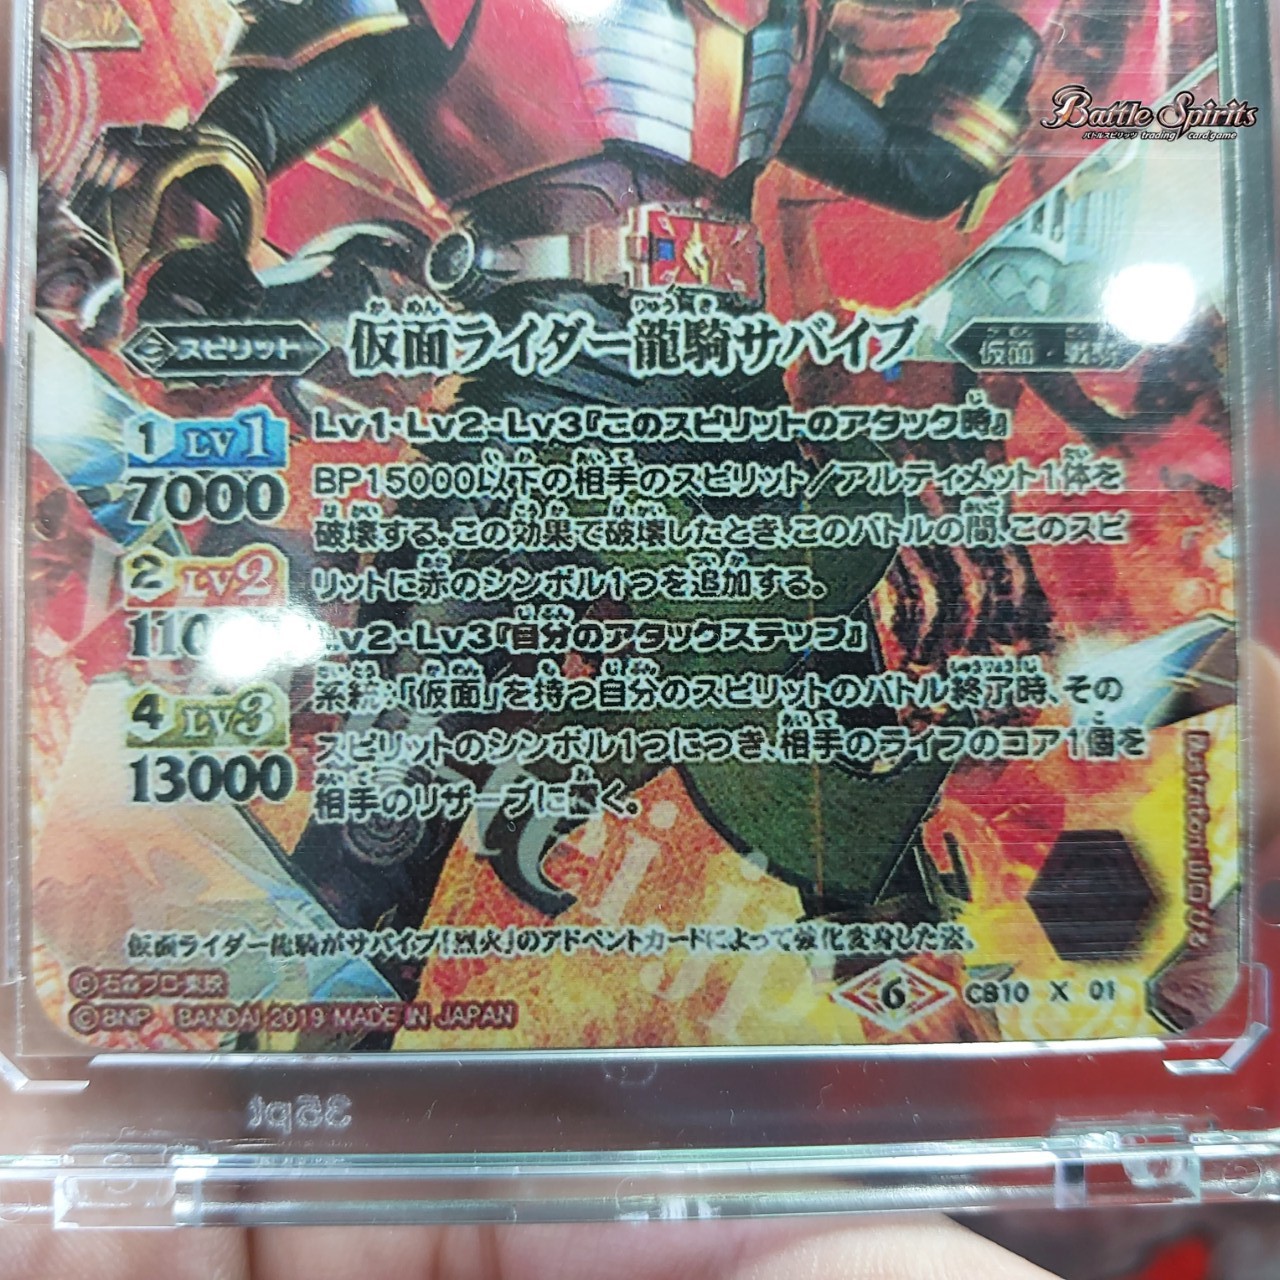 Battle Spirits
バトルスピリッツ trading card game
スピリット
かめん りゅうき
仮面ライダー龍騎サバイブ
仮面・戦騎
1 LV1
7000
2 LV2
4 LV3
13000
Lv1・Lv2・Lv3『このスピリットのアタック時』
BP15000以下の相手のスピリット/アルティメット1体を
破壊する。この効果で破壊したとき、このバトルの間、このスピ
リットに赤のシンボル1つを追加する。
Lv2・Lv3『自分のアタックステップ』
系統:「仮面」を持つ自分のスピリットのバトル終了時、その
スピリットのシンボル1つにつき、相手のライフのコア1個を
相手のリザーブに置く。
仮面ライダー龍騎がサバイブ「烈火」のアドベントカードによって強化変身した姿。
©石森プロ・東映
©BNP BANDAI 2019 MADE IN JAPAN
6
CB10 X 01
35pt